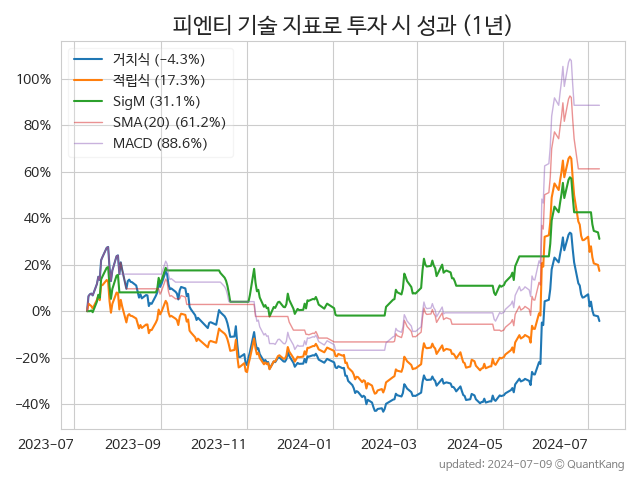 피엔티 기술 지표로 투자 시 성과 (1년)
거치식 (−4.3%)
적립식 (17.3%)
SigM (31.1%)
SMA(20) (61.2%)
MACD (88.6%)
100%
80%
60%
40%
20%
0%
−20%
−40%
2023-07
2023-09
2023-11
2024-01
2024-03
2024-05
2024-07
updated: 2024-07-09 © QuantKang